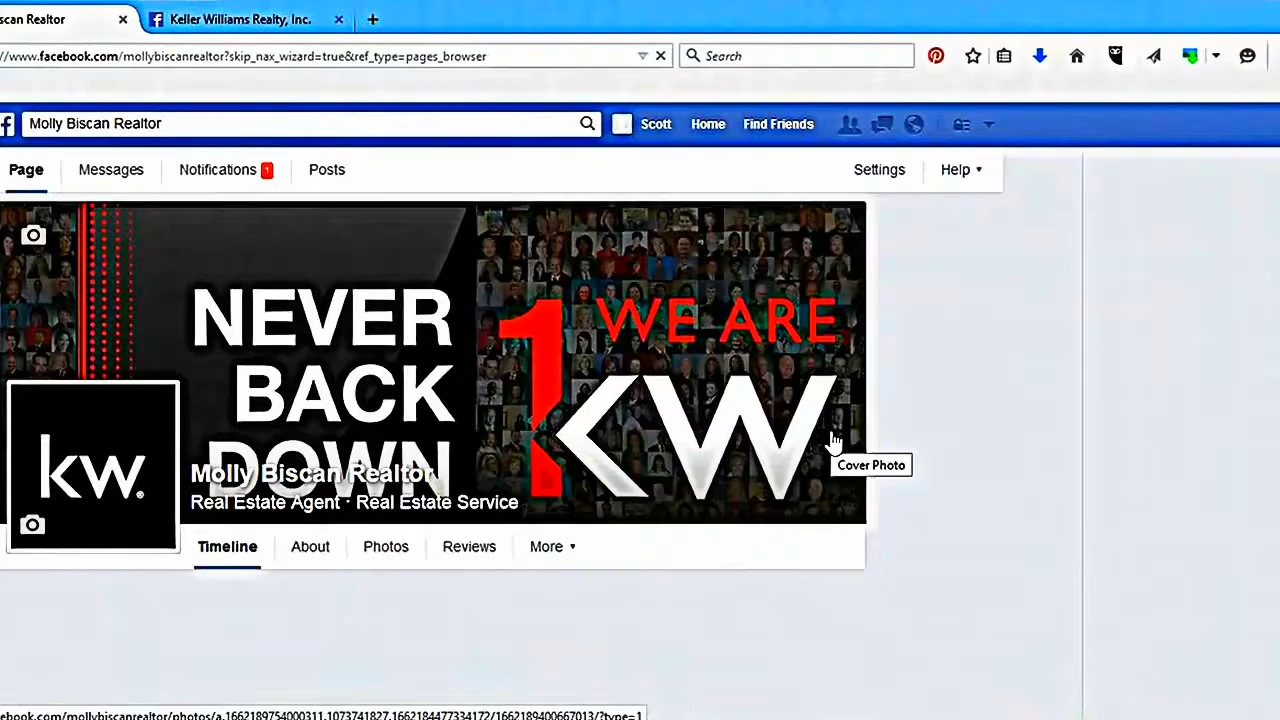 scan Realtor
Keller Williams Realty, Inc.
//www.facebook.com/mollybiscanrealtor?skip_nax_wizard=true&ref_type=pages_browser
Search
Molly Biscan Realtor
Scott
Home
Find Friends
Page
Messages
Notifications 1
Posts
Settings
Help
NEVER
BACK
DOWN
1
WE ARE
KW
kw.
Molly Biscan Realtor
Real Estate Agent · Real Estate Service
Cover Photo
Timeline
About
Photos
Reviews
More
ebook.com/mollybiscanrealtor/photos/a.1662189754000311.1073741827.1662184477334172/1662189400667013/?type=1